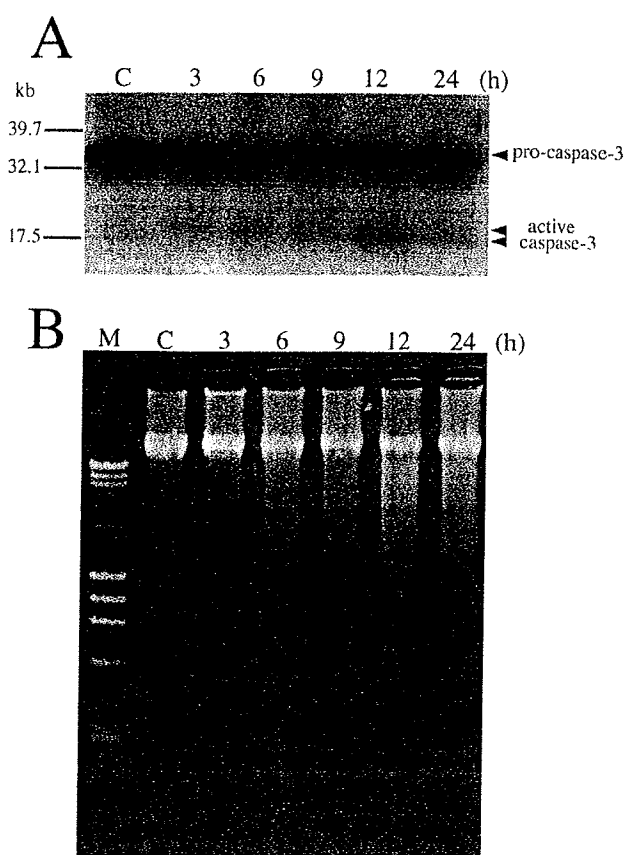 A
kb
C 3 6 9 12 24 (h)
39.7
32.1
17.5
pro-caspase-3
active
caspase-3
B
M C 3 6 9 12 24 (h)